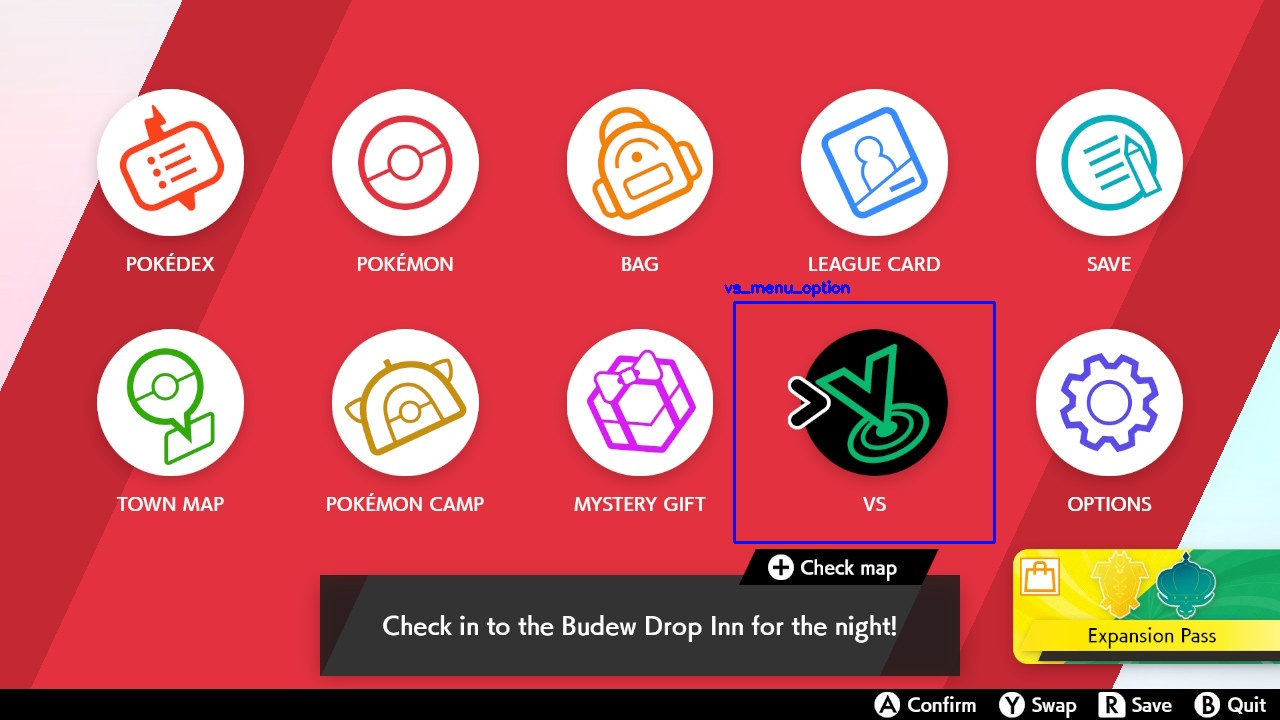 POKÉDEX
POKÉMON
BAG
LEAGUE CARD
SAVE
vs_menu_option
TOWN MAP
POKÉMON CAMP
MYSTERY GIFT
VS
OPTIONS
Check map
Check in to the Budew Drop Inn for the night!
Expansion Pass
A Confirm
Y Swap
R Save
B Quit